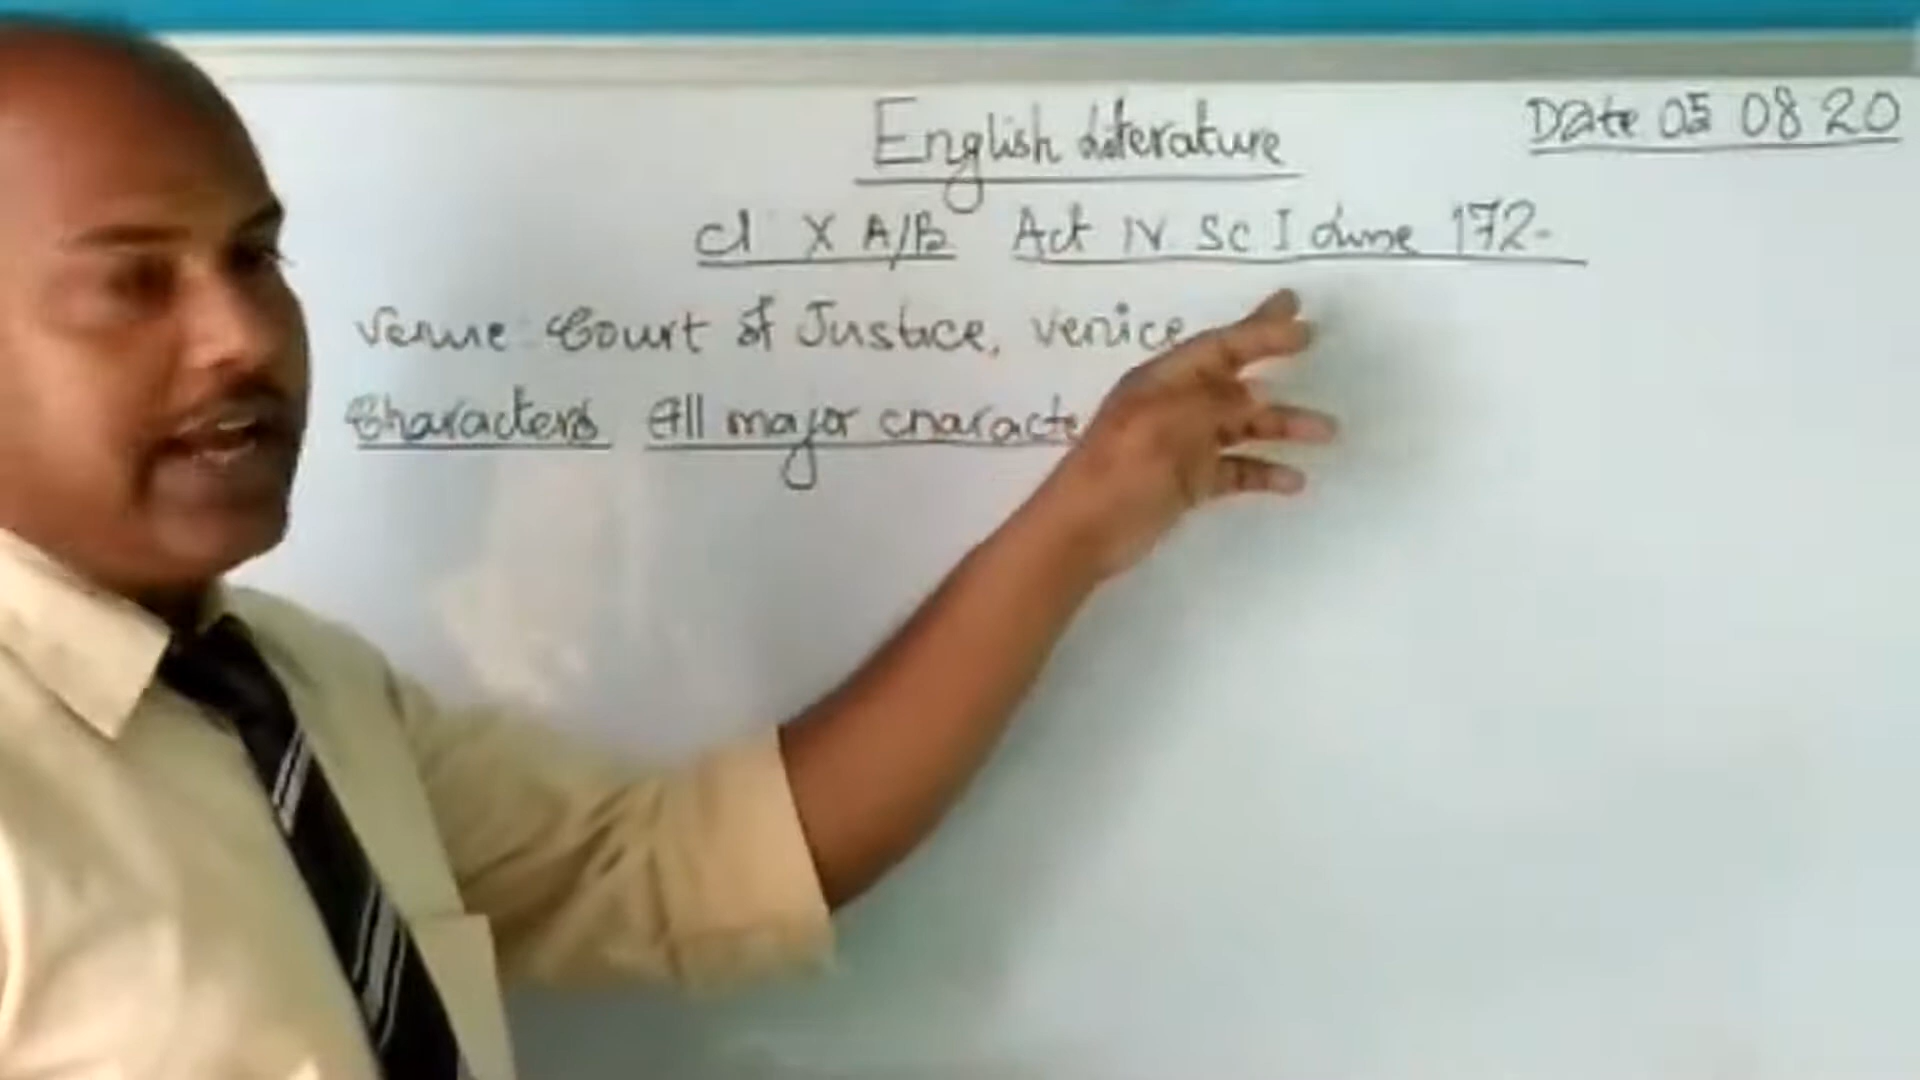 English Literature
Date 05 08 20
Cl X A/B Act IV Sc I Line 172-
Venue Court of Justice, Venice
Characters All major characte